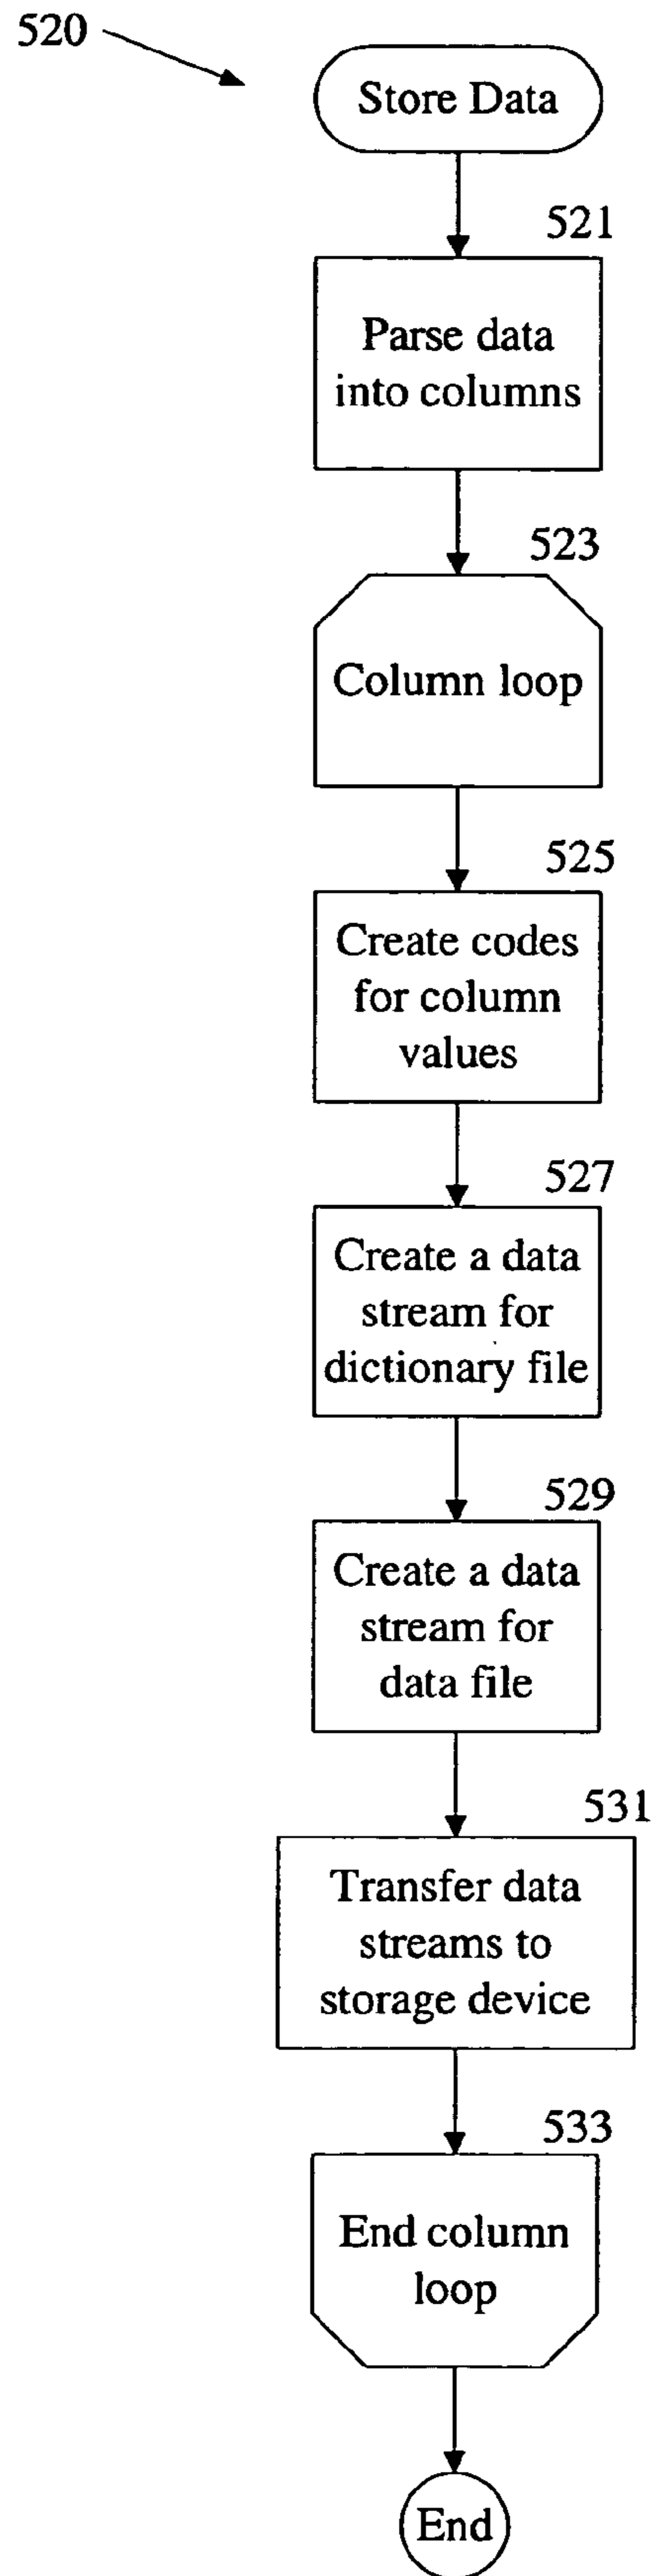 520
Store Data
521
Parse data
into columns
523
Column loop
525
Create codes
for column
values
527
Create a data
stream for
dictionary file
529
Create a data
stream for
data file
531
Transfer data
streams to
storage device
533
End column
loop
End